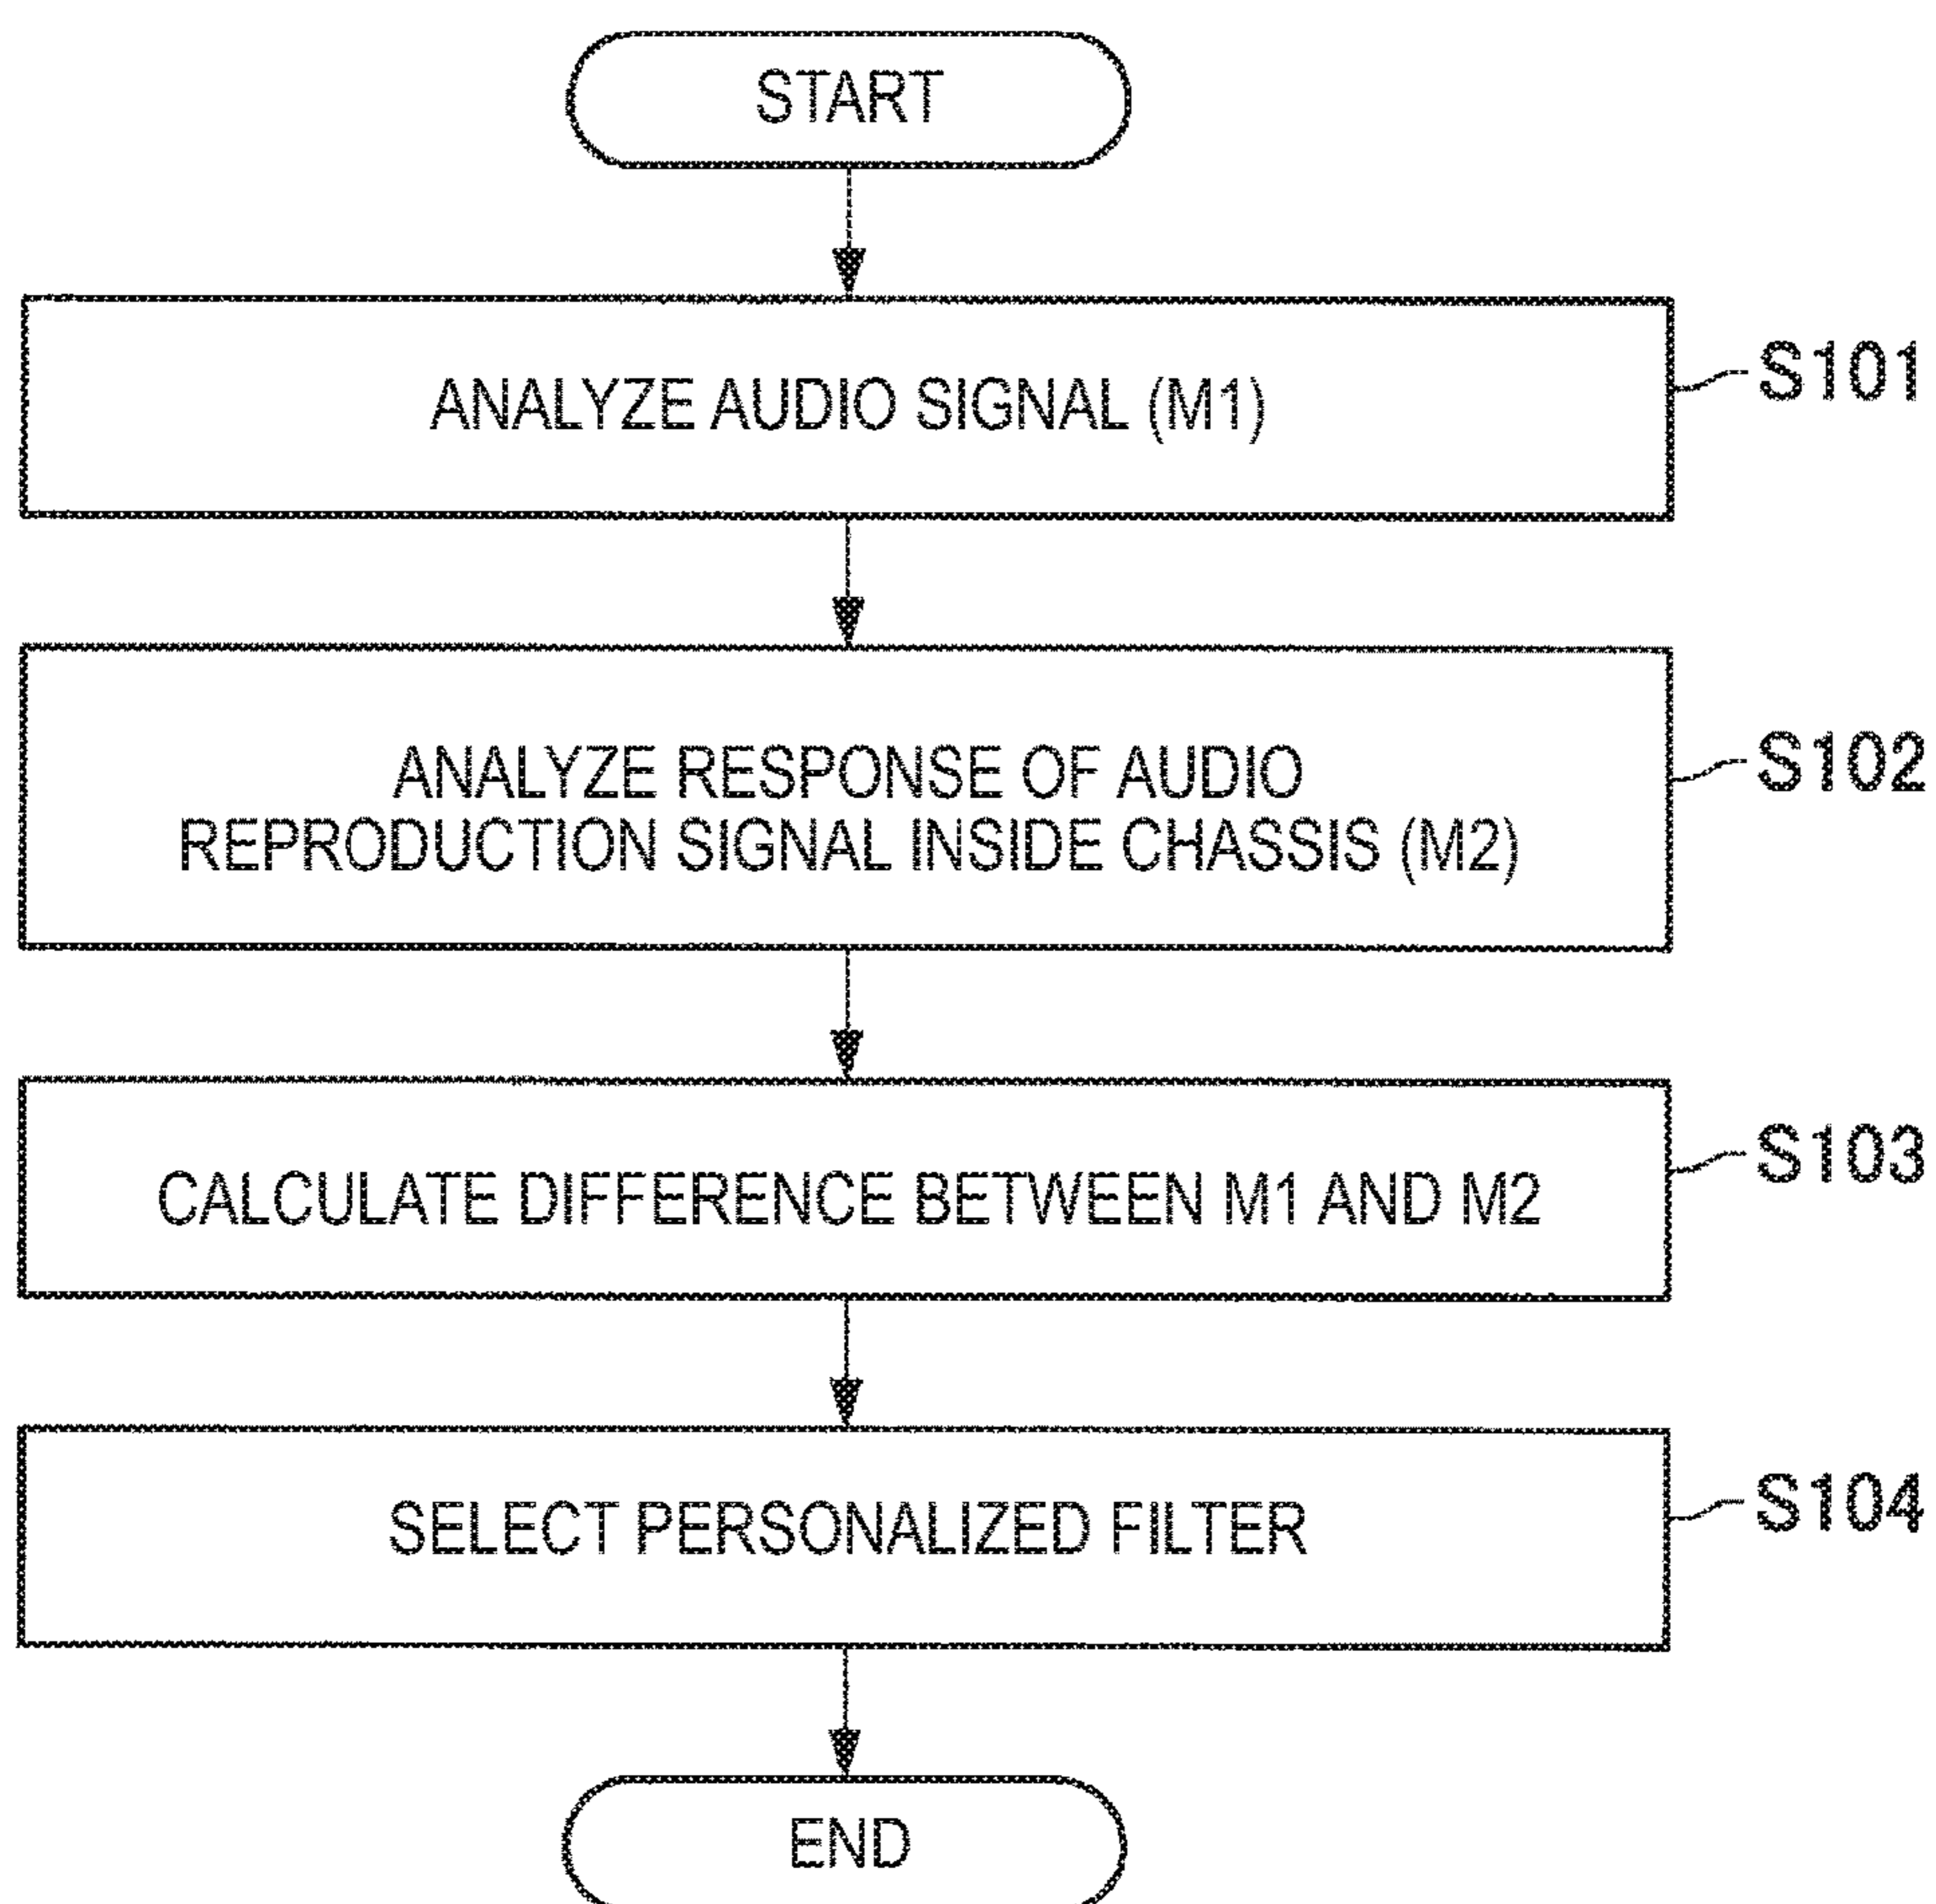 START
ANALYZE AUDIO SIGNAL (M1)
S101
ANALYZE RESPONSE OF AUDIO
REPRODUCTION SIGNAL INSIDE CHASSIS (M2)
S102
CALCULATE DIFFERENCE BETWEEN M1 AND M2
S103
SELECT PERSONALIZED FILTER
S104
END